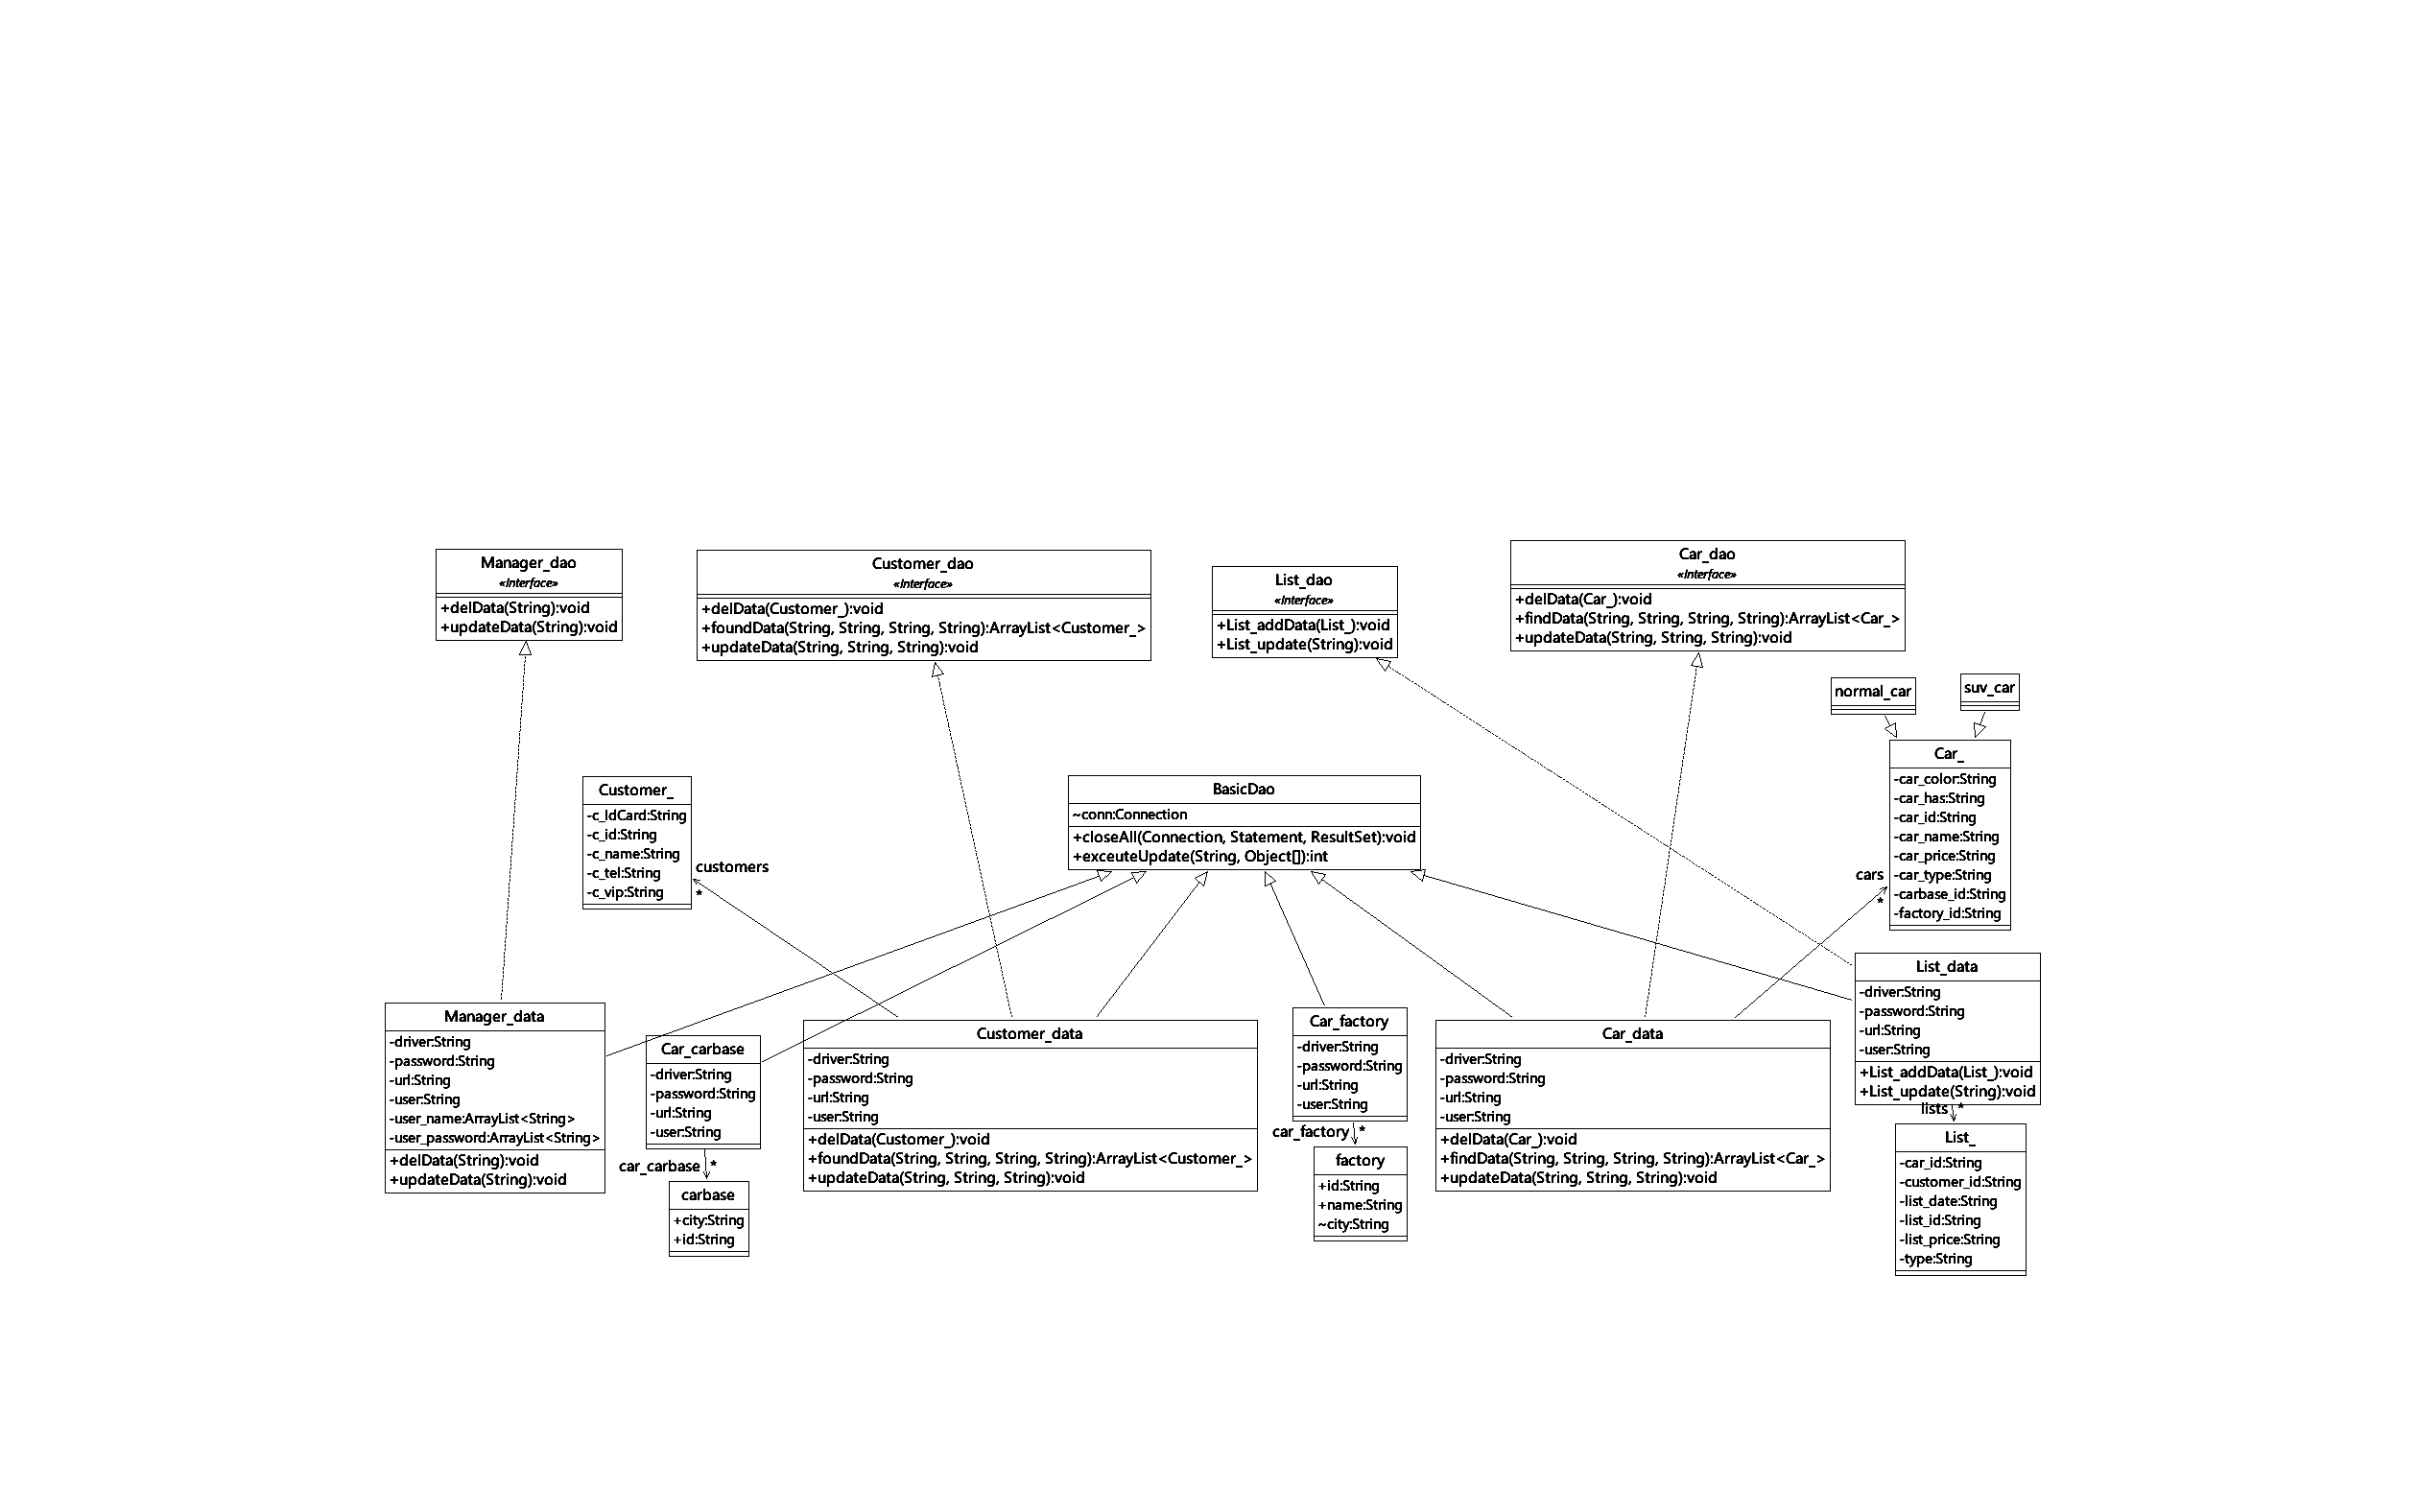 Manager_dao
«Interface»
+delData(String):void
+updateData(String):void
Customer_dao
«Interface»
+delData(Customer_):void
+foundData(String, String, String, String):ArrayList<Customer_>
+updateData(String, String, String):void
List_dao
«Interface»
+List_addData(List_):void
+List_update(String):void
Car_dao
«Interface»
+delData(Car_):void
+findData(String, String, String, String):ArrayList<Car_>
+updateData(String, String, String):void
normal_car
suv_car
Car_
-car_color:String
-car_has:String
-car_id:String
-car_name:String
-car_price:String
-car_type:String
-carbase_id:String
-factory_id:String
cars
*
Customer_
-c_IdCard:String
-c_id:String
-c_name:String
-c_tel:String
-c_vip:String
customers
*
BasicDao
~conn:Connection
+closeAll(Connection, Statement, ResultSet):void
+exceuteUpdate(String, Object[]):int
Manager_data
-driver:String
-password:String
-url:String
-user:String
-user_name:ArrayList<String>
-user_password:ArrayList<String>
+delData(String):void
+updateData(String):void
Car_carbase
-driver:String
-password:String
-url:String
-user:String
car_carbase
*
carbase
+city:String
+id:String
Customer_data
-driver:String
-password:String
-url:String
-user:String
+delData(Customer_):void
+foundData(String, String, String, String):ArrayList<Customer_>
+updateData(String, String, String):void
Car_factory
-driver:String
-password:String
-url:String
-user:String
car_factory
*
factory
+id:String
+name:String
~city:String
Car_data
-driver:String
-password:String
-url:String
-user:String
+delData(Car_):void
+findData(String, String, String, String):ArrayList<Car_>
+updateData(String, String, String):void
List_data
-driver:String
-password:String
-url:String
-user:String
+List_addData(List_):void
+List_update(String):void
lists
*
List_
-car_id:String
-customer_id:String
-list_date:String
-list_id:String
-list_price:String
-type:String